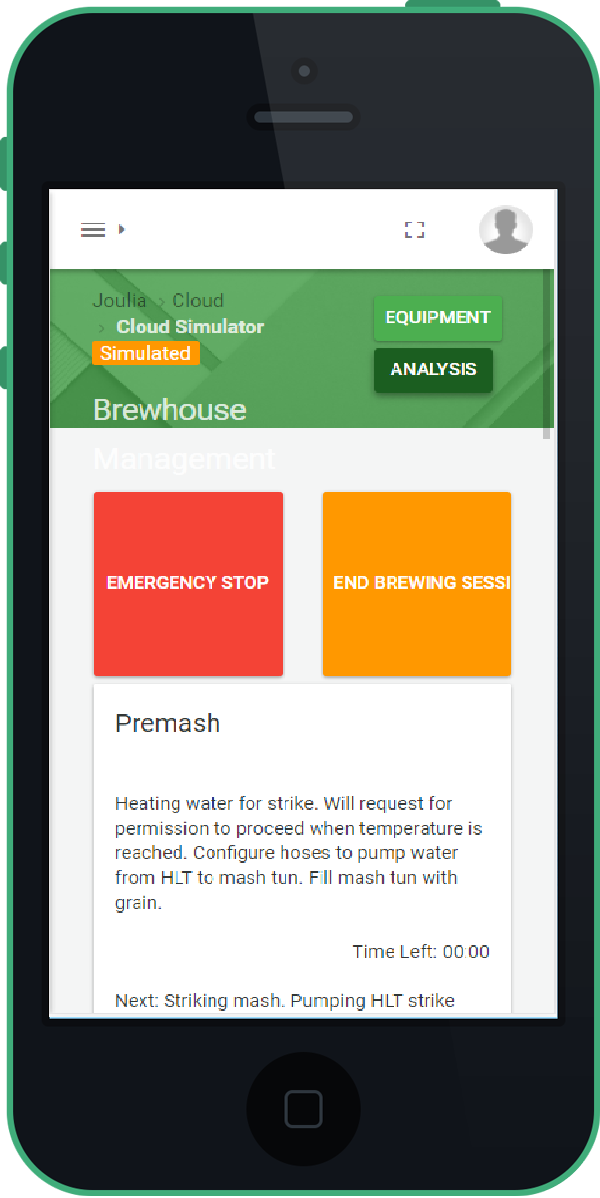 Joulia > Cloud
> Cloud Simulator
Simulated
EQUIPMENT
ANALYSIS
Brewhouse
Management
EMERGENCY STOP
END BREWING SESSI
Premash
Heating water for strike. Will request for
permission to proceed when temperature is
reached. Configure hoses to pump water
from HLT to mash tun. Fill mash tun with
grain.
Time Left: 00:00
Next: Striking mash. Pumping HLT strike